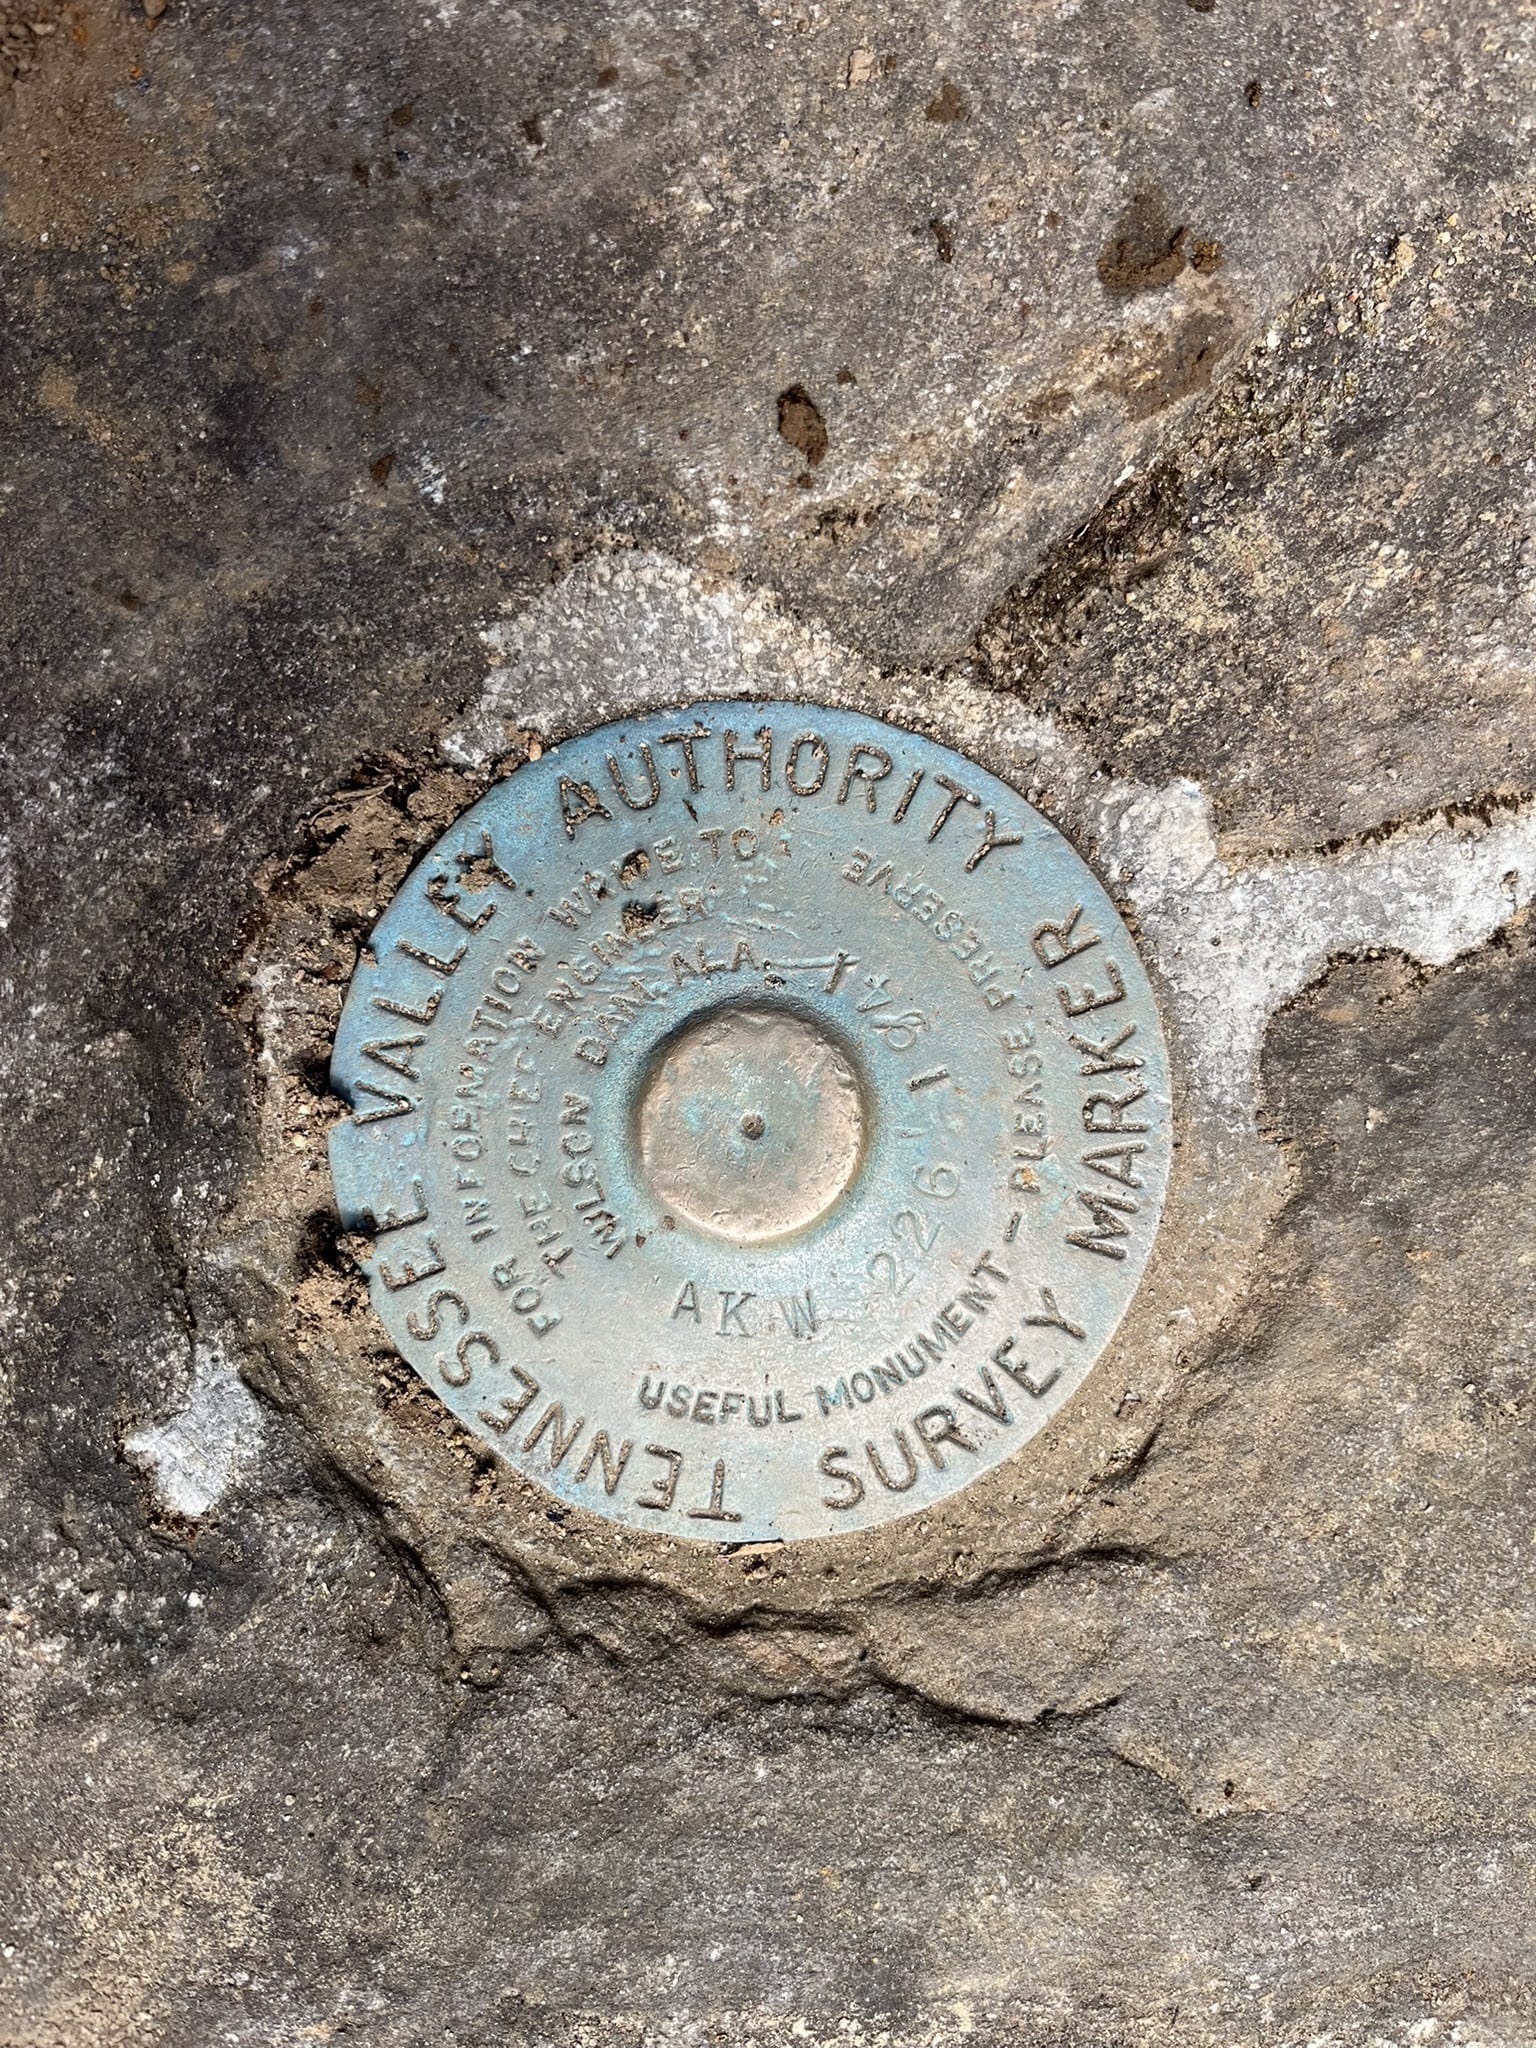 TENNESSEE VALLEY AUTHORITY
SURVEY MARKER
FOR INFORMATION WRITE TO
THE CHIEF ENGINEER
WILSON DAM, ALA.
AKW 226 1941
USEFUL MONUMENT — PLEASE PRESERVE